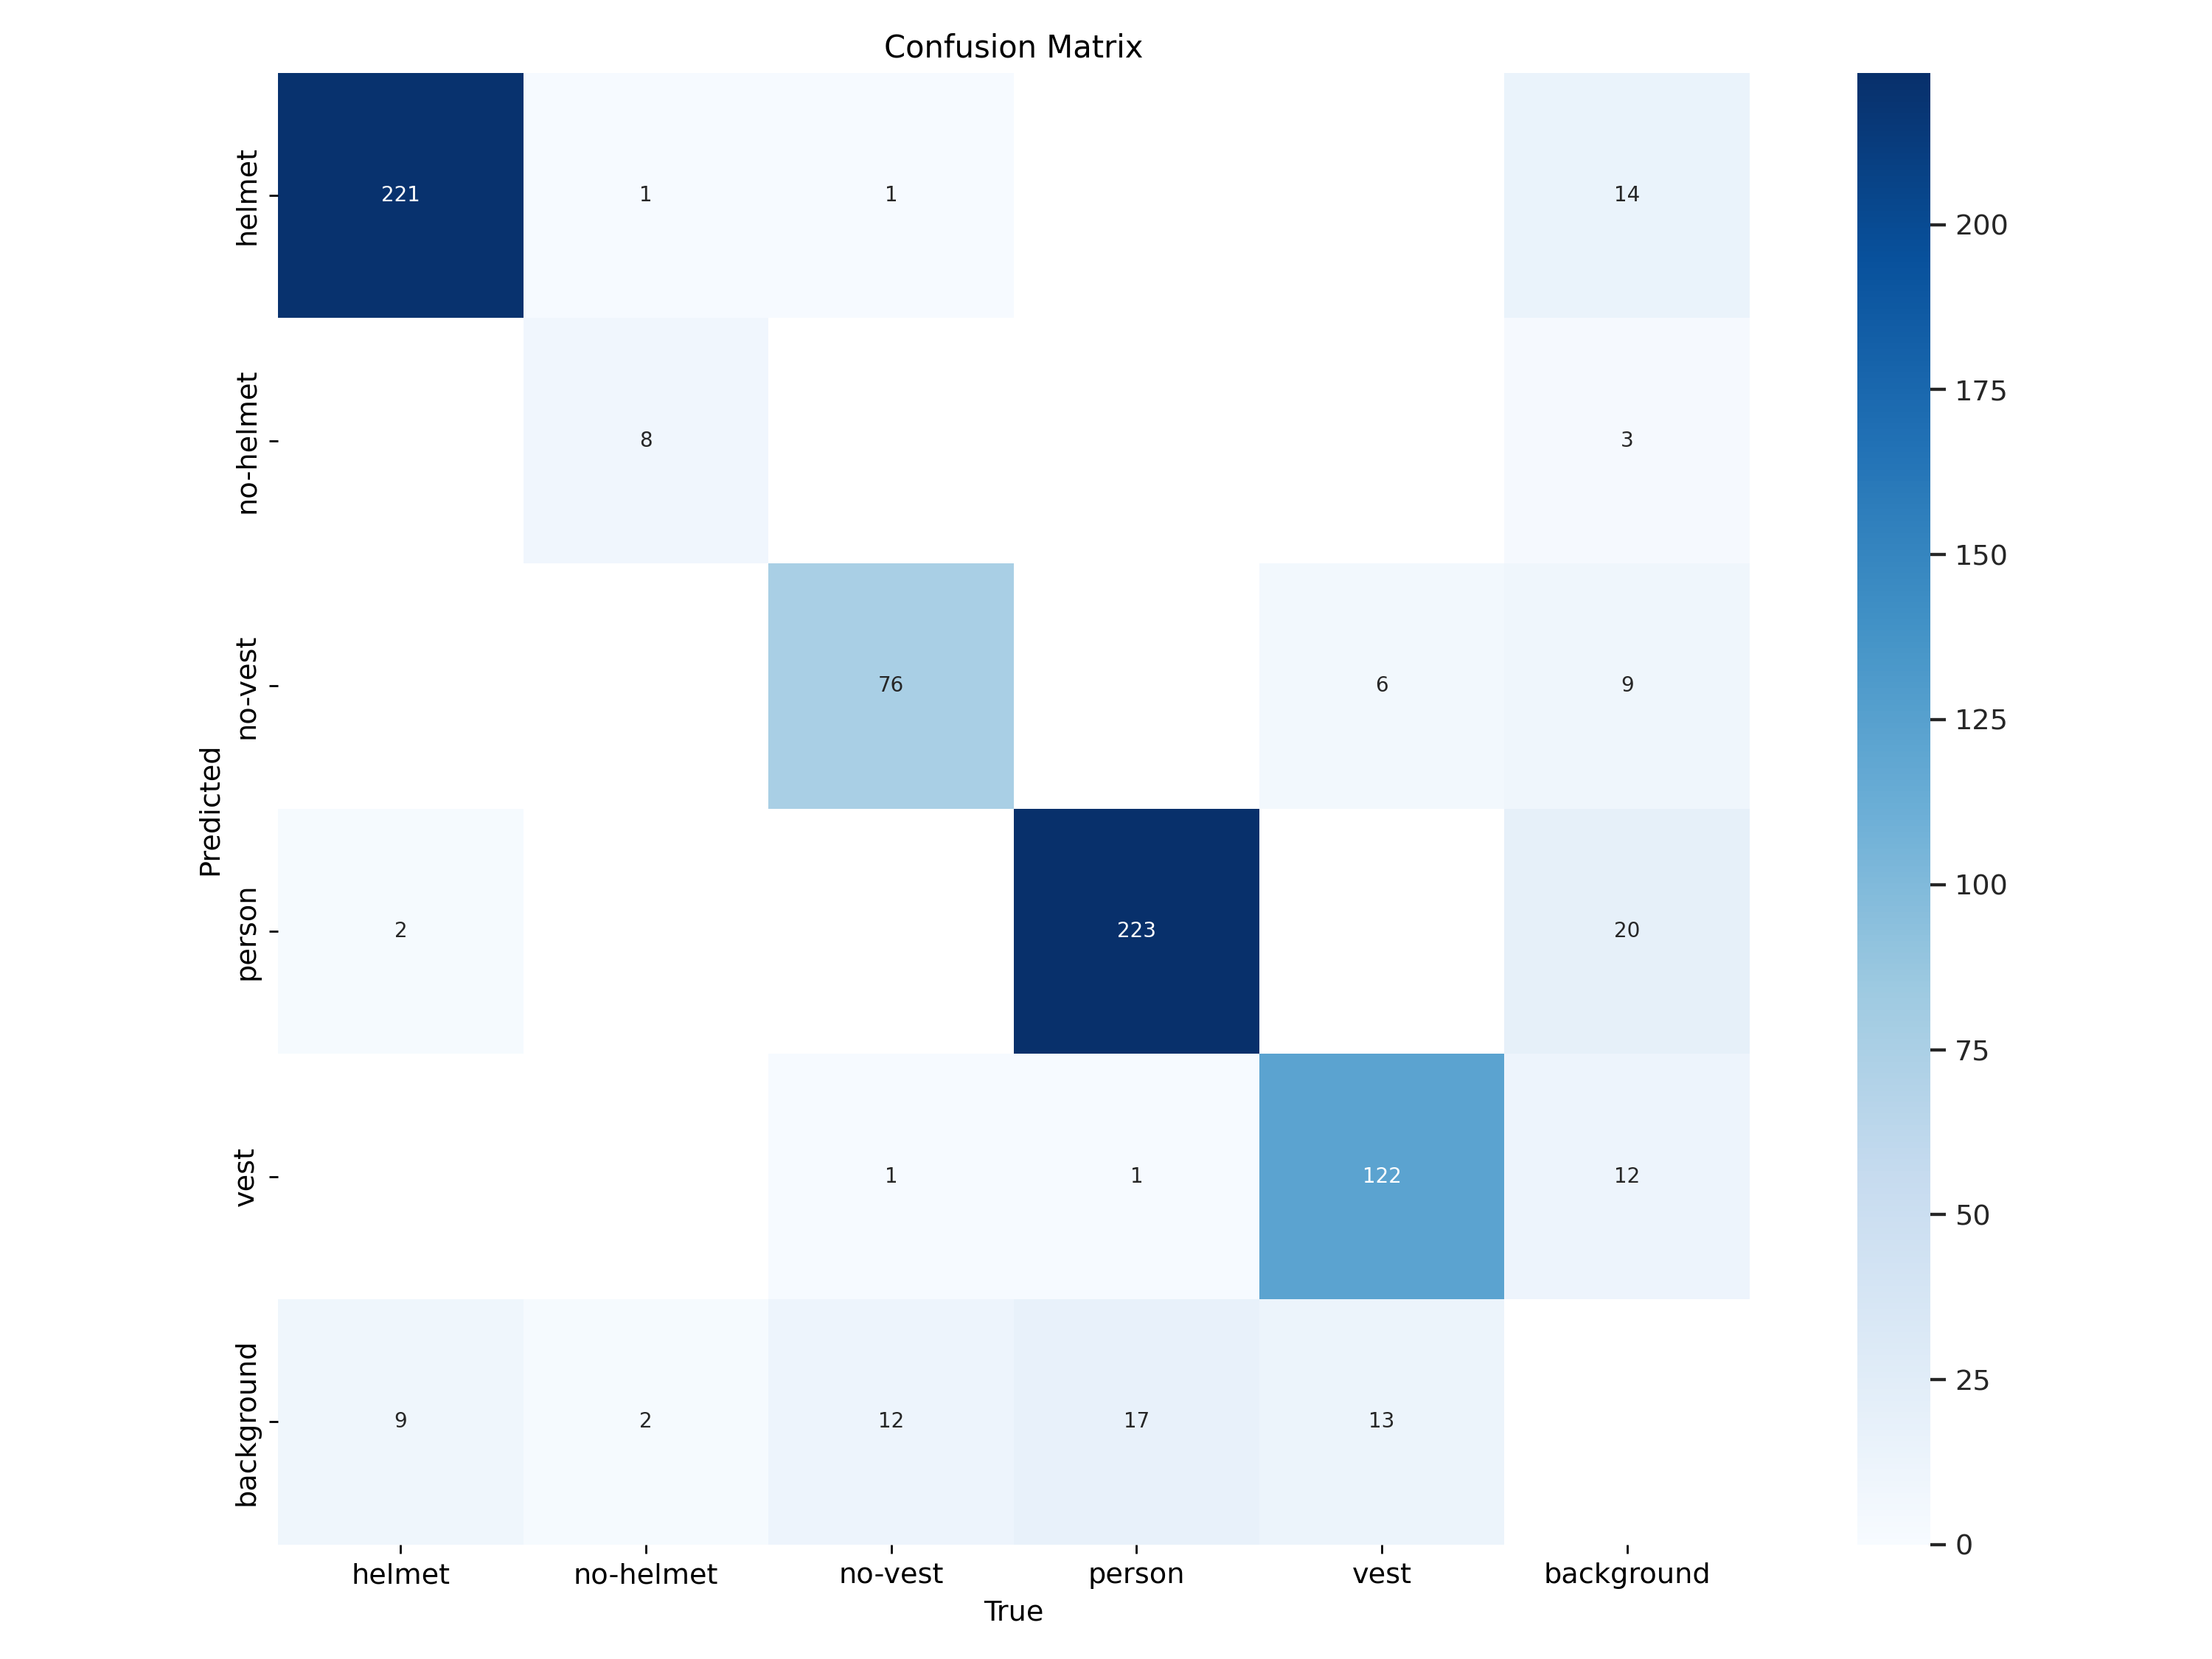 Confusion Matrix
helmet 221 1 1 14
no-helmet 8 3
no-vest 76 6 9
person 2 223 20
vest 1 1 122 12
background 9 2 12 17 13
helmet no-helmet no-vest person vest background
True
Predicted
200
175
150
125
100
75
50
25
0